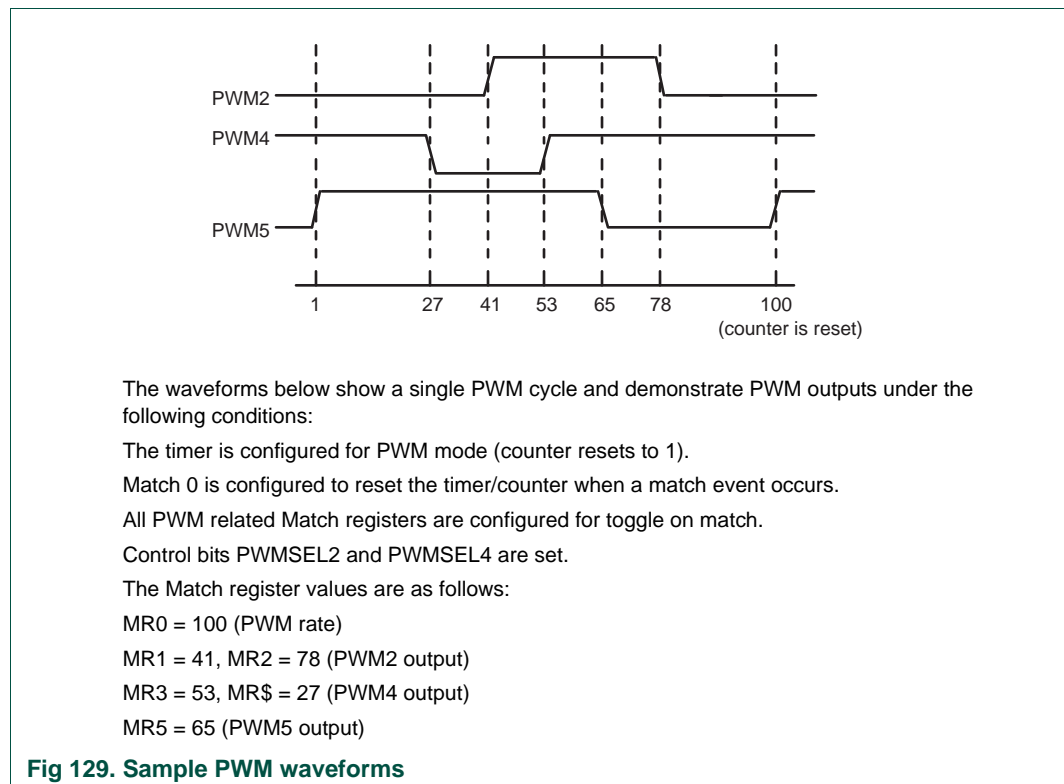 PWM2
PWM4
PWM5
1 27 41 53 65 78 100
(counter is reset)
The waveforms below show a single PWM cycle and demonstrate PWM outputs under the
following conditions:
The timer is configured for PWM mode (counter resets to 1).
Match 0 is configured to reset the timer/counter when a match event occurs.
All PWM related Match registers are configured for toggle on match.
Control bits PWMSEL2 and PWMSEL4 are set.
The Match register values are as follows:
MR0 = 100 (PWM rate)
MR1 = 41, MR2 = 78 (PWM2 output)
MR3 = 53, MR$ = 27 (PWM4 output)
MR5 = 65 (PWM5 output)
Fig 129. Sample PWM waveforms